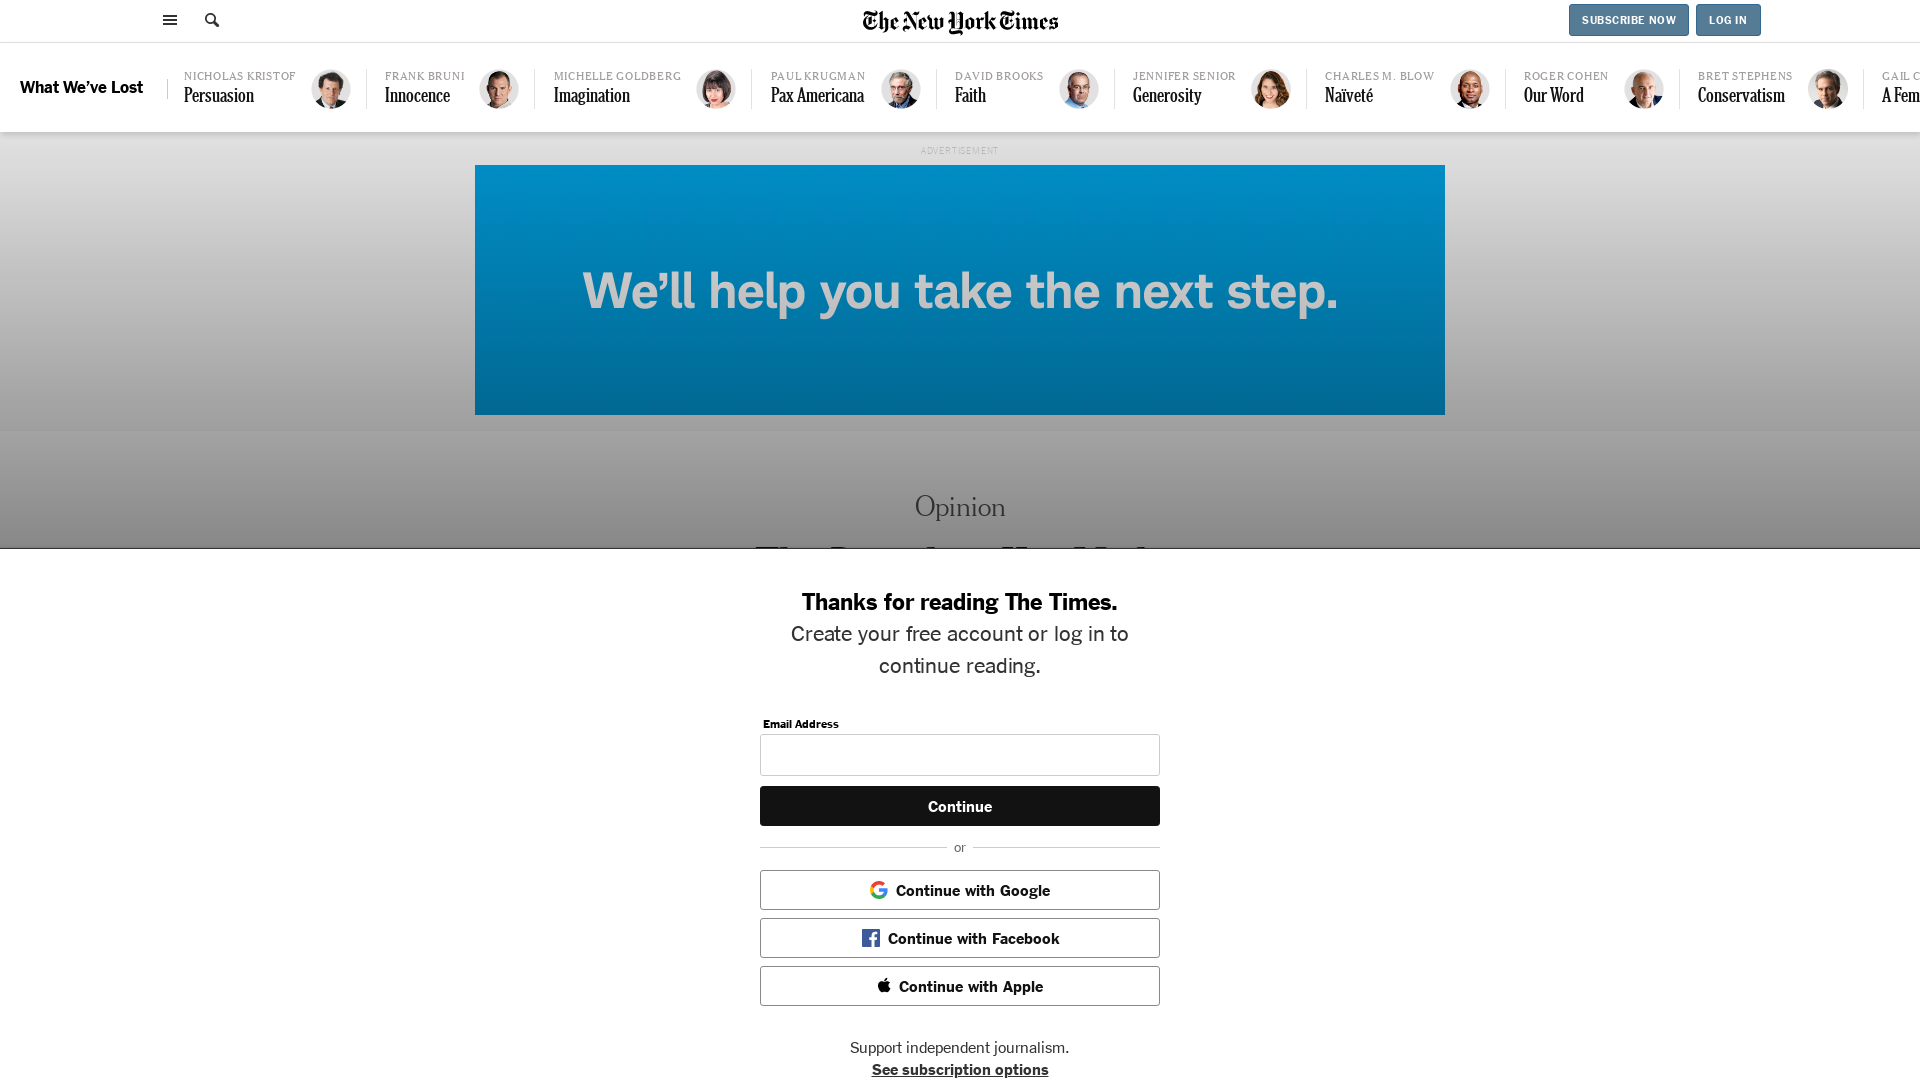 The New York Times
SUBSCRIBE NOW
LOG IN
What We’ve Lost
NICHOLAS KRISTOF
Persuasion
FRANK BRUNI
Innocence
MICHELLE GOLDBERG
Imagination
PAUL KRUGMAN
Pax Americana
DAVID BROOKS
Faith
JENNIFER SENIOR
Generosity
CHARLES M. BLOW
Naïveté
ROGER COHEN
Our Word
BRET STEPHENS
Conservatism
GAIL C
A Fem
ADVERTISEMENT
We’ll help you take the next step.
Opinion
Thanks for reading The Times.
Create your free account or log in to
continue reading.
Email Address
Continue
or
Continue with Google
Continue with Facebook
Continue with Apple
Support independent journalism.
See subscription options